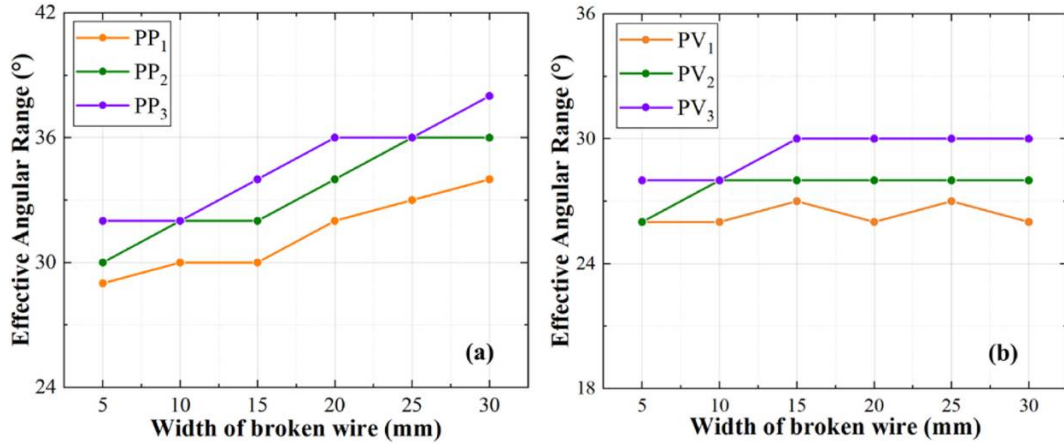 42
36
30
24
Effective Angular Range (°)
PP₁
PP₂
PP₃
5 10 15 20 25 30
Width of broken wire (mm)
(a)
36
30
24
18
Effective Angular Range (°)
PV₁
PV₂
PV₃
5 10 15 20 25 30
Width of broken wire (mm)
(b)